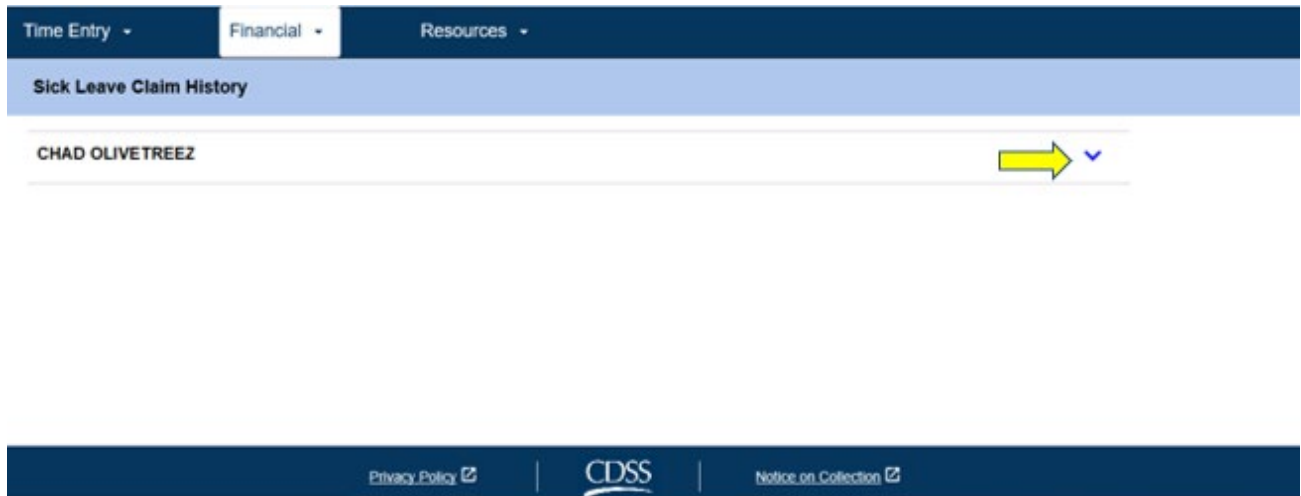 Time Entry Financial Resources
Sick Leave Claim History
CHAD OLIVETREEZ
Privacy Policy CDSS Notice on Collection